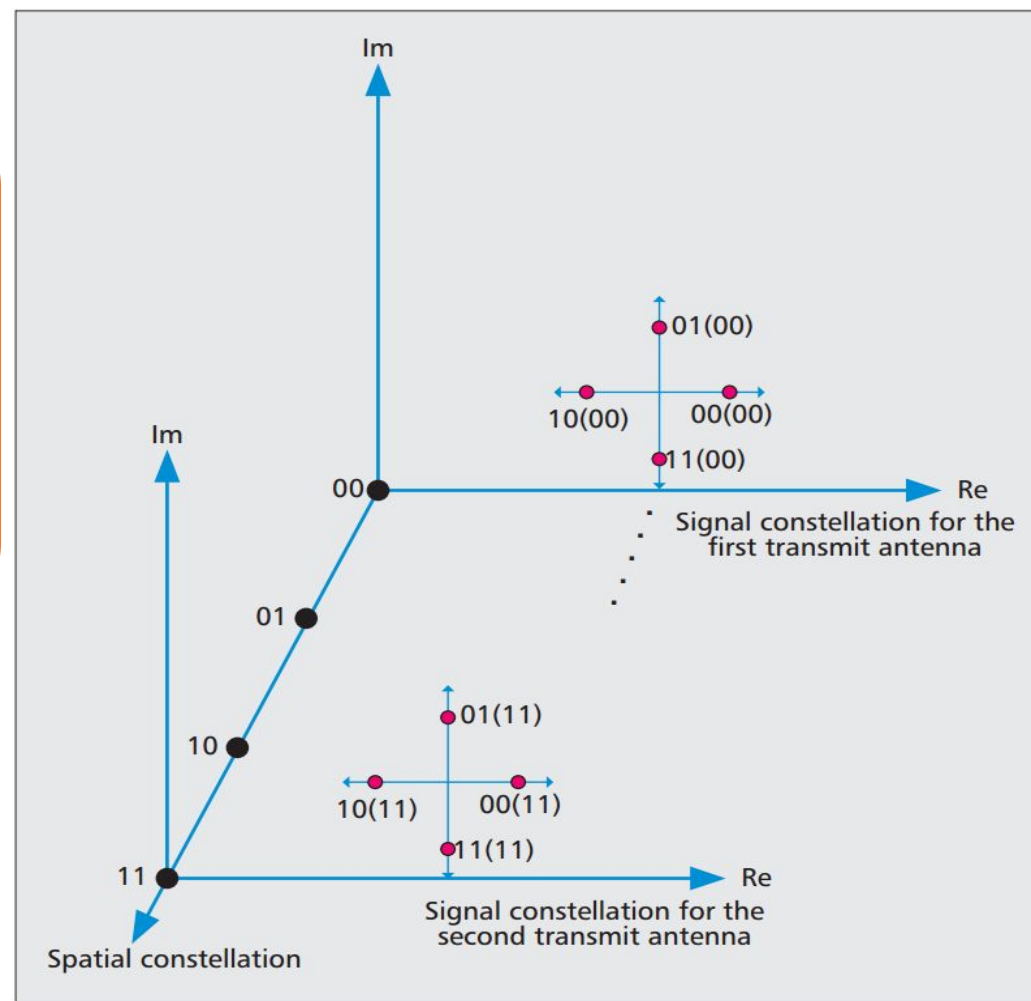 Im
01(00)
10(00)
00(00)
11(00)
Im
00
Re
Signal constellation for the
first transmit antenna
01
01(11)
10
10(11)
00(11)
11(11)
11
Re
Signal constellation for the
second transmit antenna
Spatial constellation